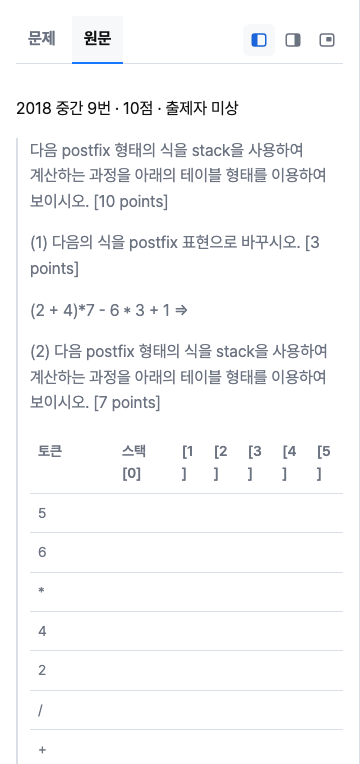 문제 원문
2018 중간 9번 · 10점 · 출제자 미상
다음 postfix 형태의 식을 stack을 사용하여
계산하는 과정을 아래의 테이블 형태를 이용하여
보이시오. [10 points]
(1) 다음의 식을 postfix 표현으로 바꾸시오. [3
points]
(2 + 4)*7 - 6 * 3 + 1 ⇒
(2) 다음 postfix 형태의 식을 stack을 사용하여
계산하는 과정을 아래의 테이블 형태를 이용하여
보이시오. [7 points]
토큰 스택 [1 [2 [3 [4 [5
[0] ] ] ] ] ]
5
6
*
4
2
/
+